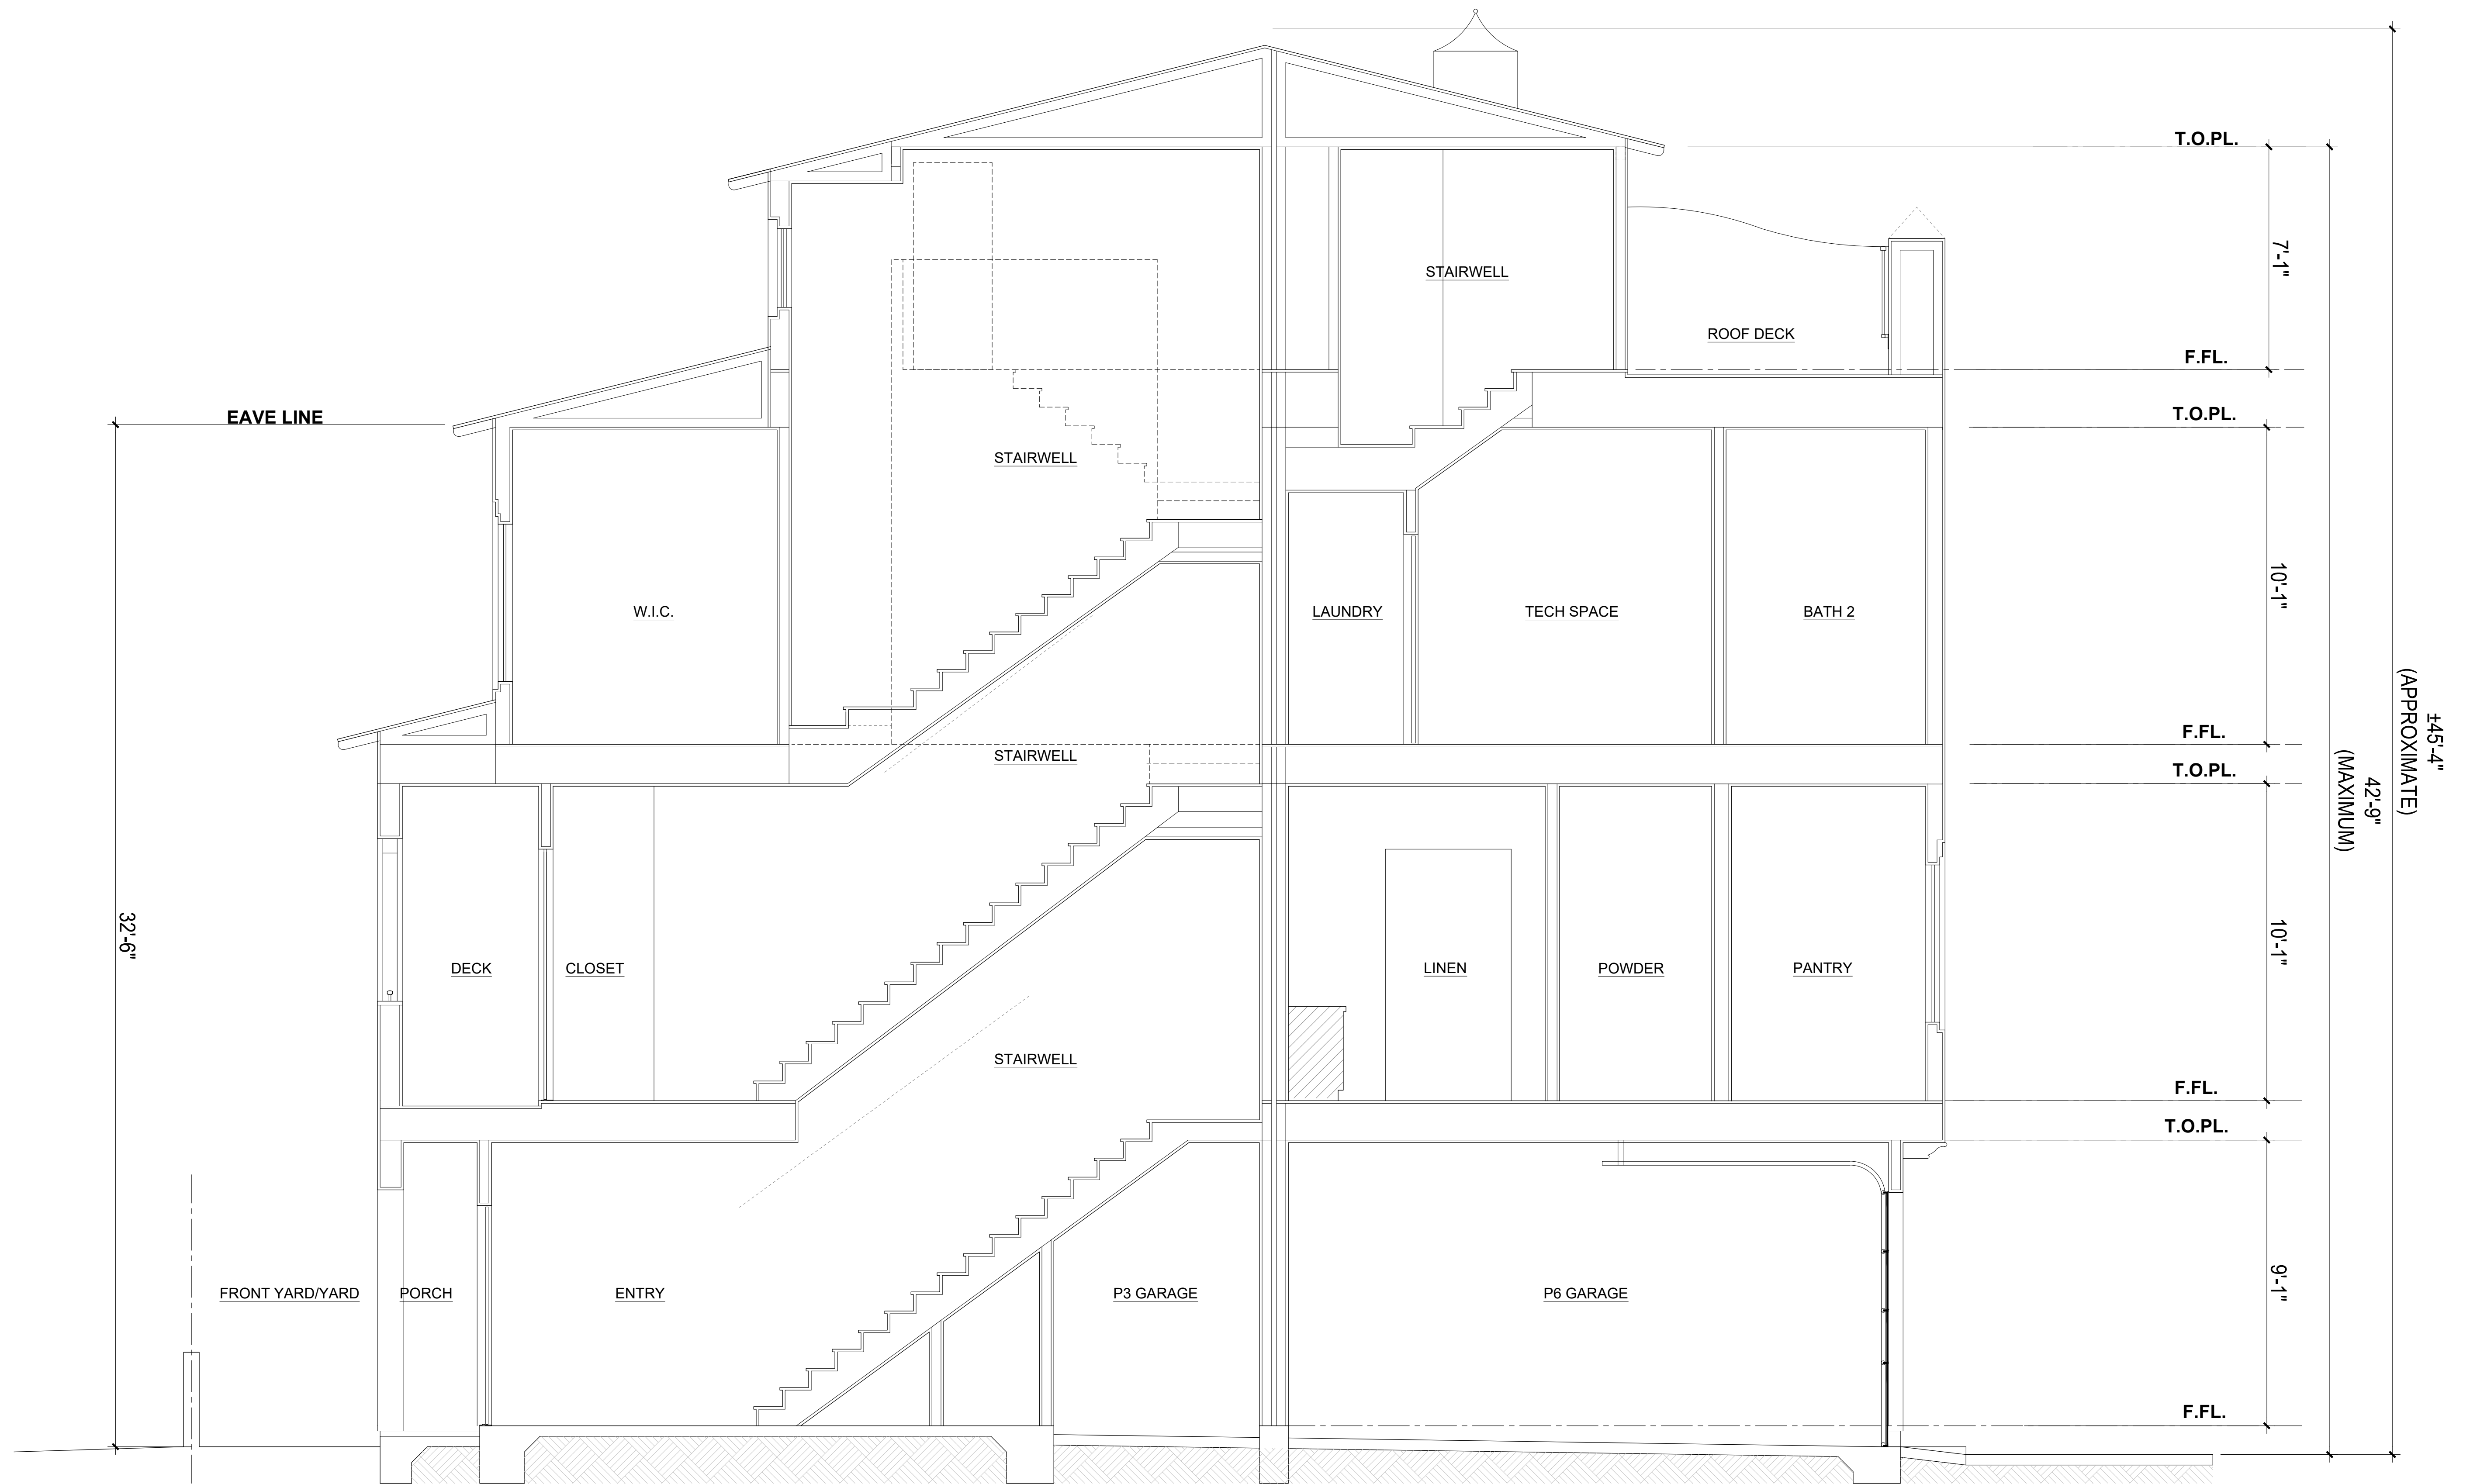 T.O.PL.
7'-1"
STAIRWELL
ROOF DECK
F.FL.
EAVE LINE
T.O.PL.
STAIRWELL
10'-1"
W.I.C.
LAUNDRY
TECH SPACE
BATH 2
F.FL.
STAIRWELL
T.O.PL.
±45'-4"
(APPROXIMATE)
42'-9"
(MAXIMUM)
32'-6"
10'-1"
DECK
CLOSET
LINEN
POWDER
PANTRY
STAIRWELL
F.FL.
T.O.PL.
9'-1"
FRONT YARD/YARD
PORCH
ENTRY
P3 GARAGE
P6 GARAGE
F.FL.